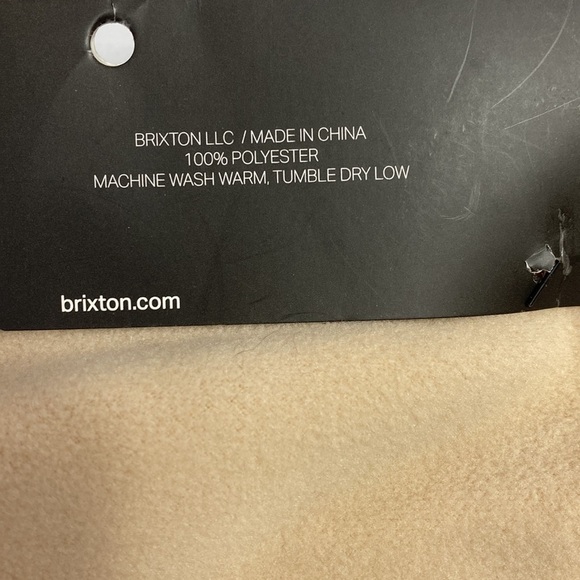 BRIXTON LLC / MADE IN CHINA
100% POLYESTER
MACHINE WASH WARM, TUMBLE DRY LOW
brixton.com